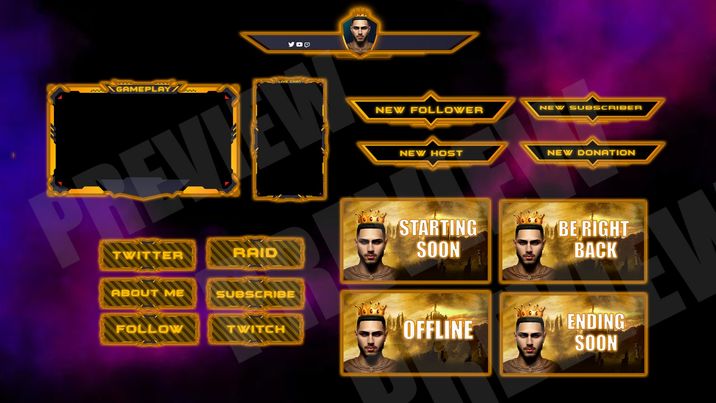 GAMEPLAY
NEW FOLLOWER
NEW SUBSCRIBER
NEW HOST
NEW DONATION
STARTING
SOON
BE RIGHT
BACK
TWITTER
RAID
ABOUT ME
SUBSCRIBE
FOLLOW
TWITCH
OFFLINE
ENDING
SOON
PREVIEW
PREVIEW
PREVIEW